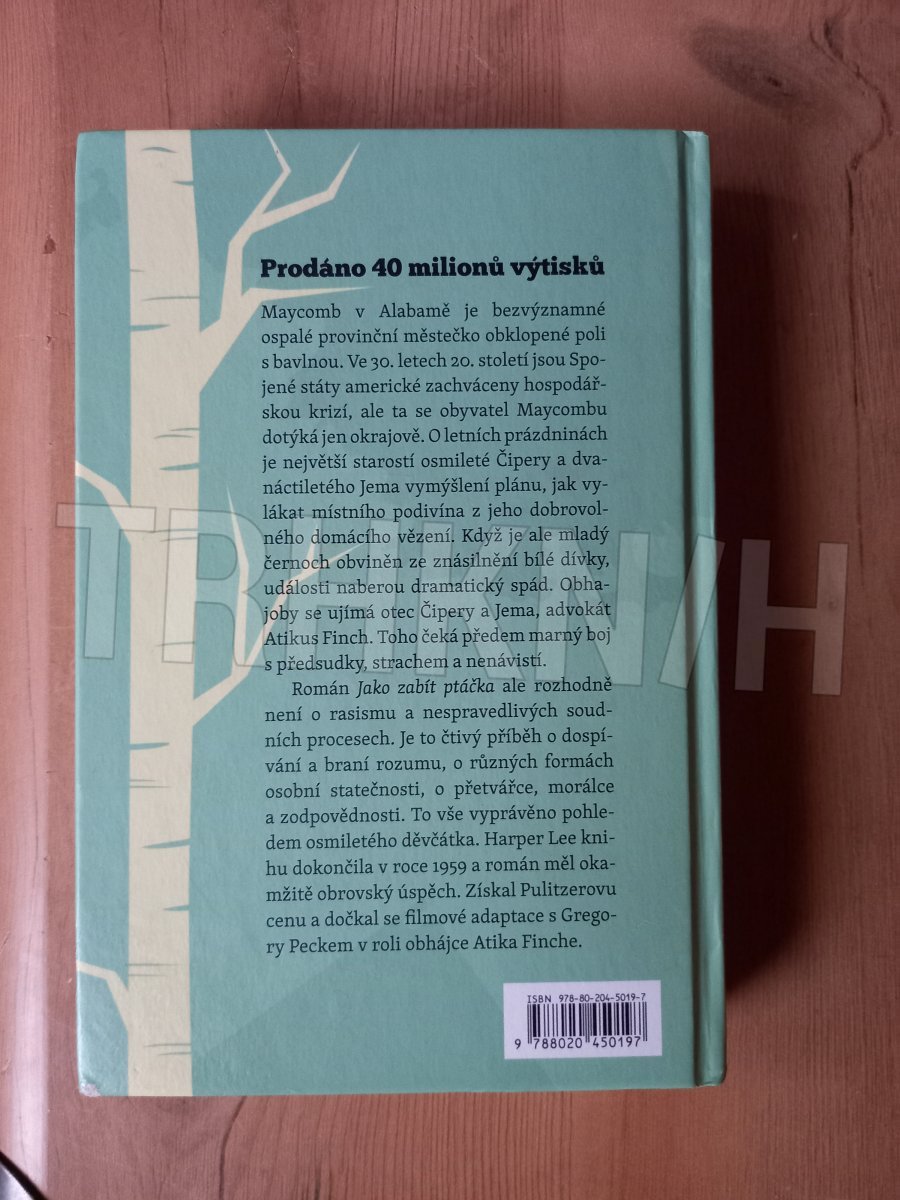 Prodáno 40 milionů výtisků
Maycomb v Alabamě je bezvýznamné
ospalé provinční městečko obklopené poli
s bavlnou. Ve 30. letech 20. století jsou Spo-
jené státy americké zachváceny hospodář-
skou krizí, ale ta se obyvatel Maycombu
dotýká jen okrajově. O letních prázdninách
je největší starostí osmileté Čipery a dva-
náctiletého Jema vymýšlení plánu, jak vy-
lákat místního podivína z jeho dobrovol-
ného domácího vězení. Když je ale mladý
černoch obviněn ze znásilnění bílé dívky,
události naberou dramatický spád. Obha-
joby se ujímá otec Čipery a Jema, advokát
Atikus Finch. Toho čeká předem marný boj
s předsudky, strachem a nenávistí.
Román Jako zabít ptáčka ale rozhodně
není o rasismu a nespravedlivých soud-
ních procesech. Je to čtivý příběh o dospí-
vání a braní rozumu, o různých formách
osobní statečnosti, o přetvářce, morálce
a zodpovědnosti. To vše vyprávěno pohle-
dem osmiletého děvčátka. Harper Lee kni-
hu dokončila v roce 1959 a román měl oka-
mžitě obrovský úspěch. Získal Pulitzerovu
cenu a dočkal se filmové adaptace s Grego-
ry Peckem v roli obhájce Atika Finche.
ISBN 978-80-204-5019-7
9 788020 450197
TRHKNIH